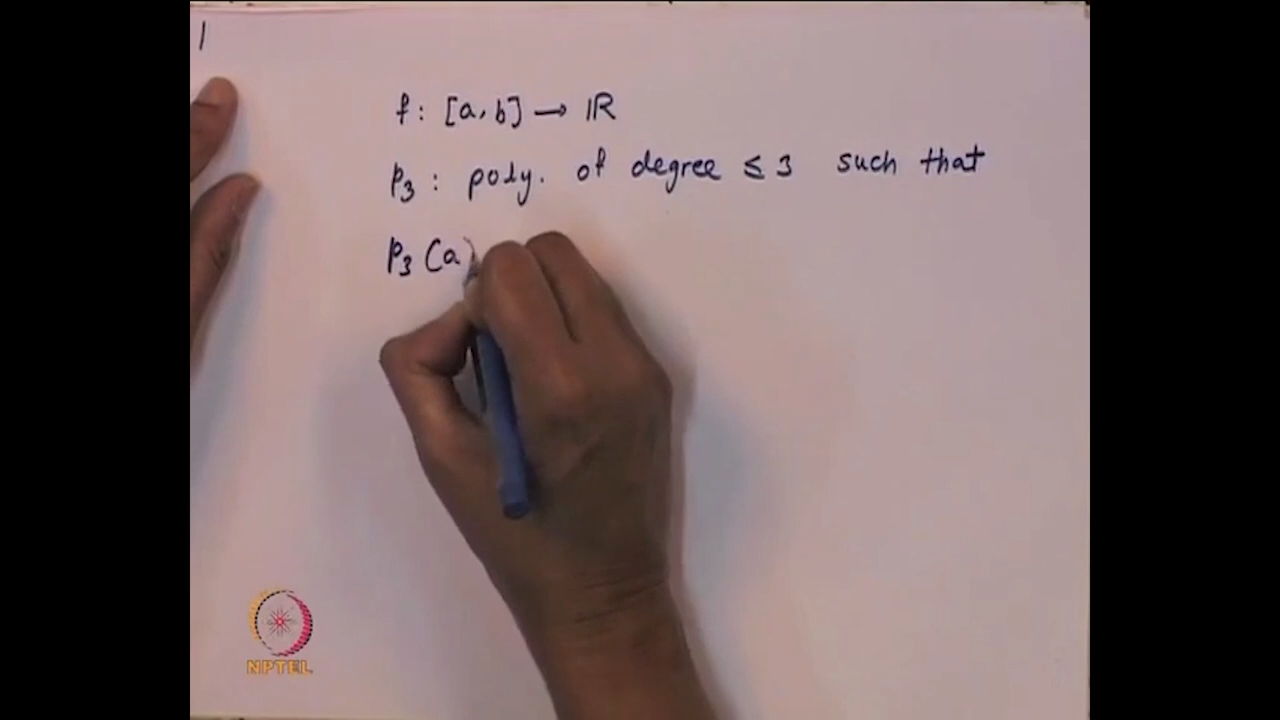 1
f: [a, b] → ℝ
p₃ : poly. of degree ≤ 3 such that
p₃ (a)
NPTEL